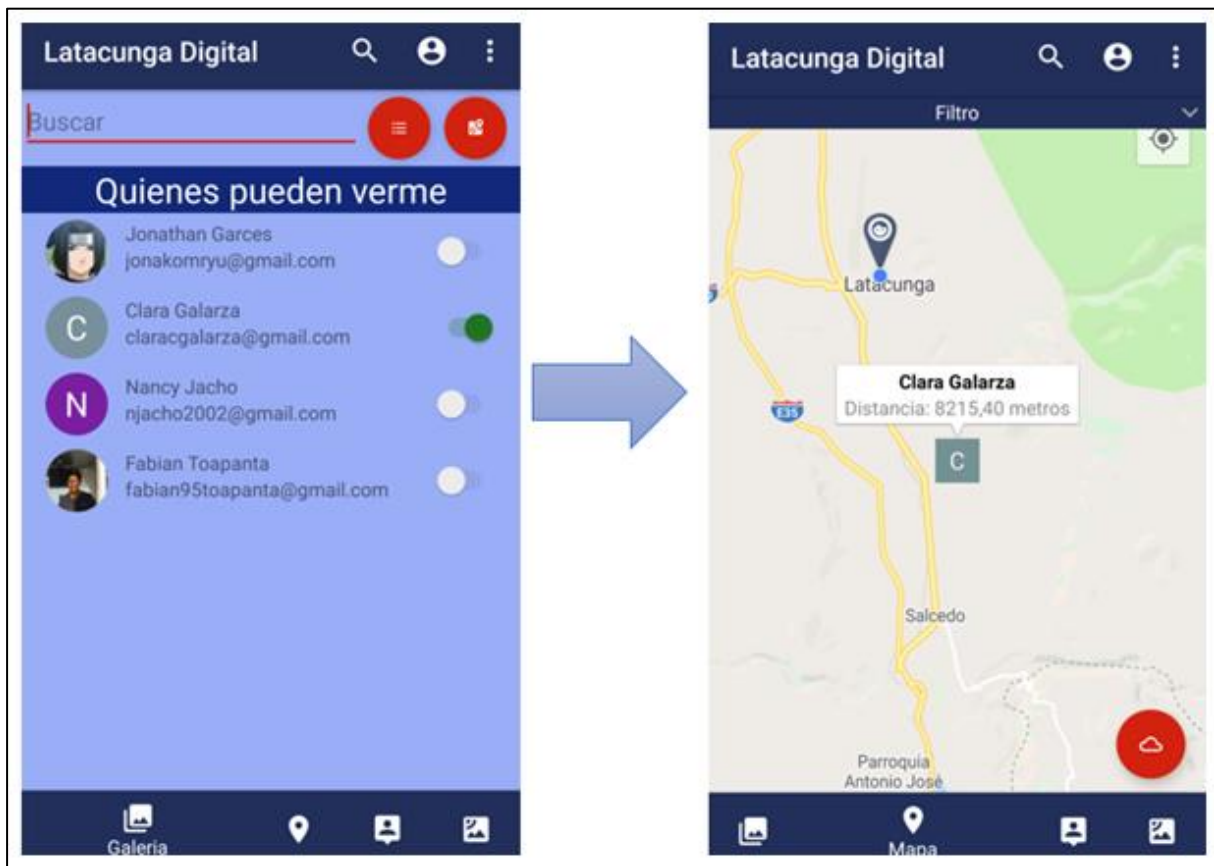 Latacunga Digital
Buscar
Quienes pueden verme
Jonathan Garces
jonakomryu@gmail.com
C
Clara Galarza
claracgalarza@gmail.com
N
Nancy Jacho
njacho2002@gmail.com
Fabian Toapanta
fabian95toapanta@gmail.com
Galeria
Latacunga Digital
Filtro
Latacunga
Clara Galarza
Distancia: 8215,40 metros
E35
C
Salcedo
Parroquia
Antonio José
Mapa